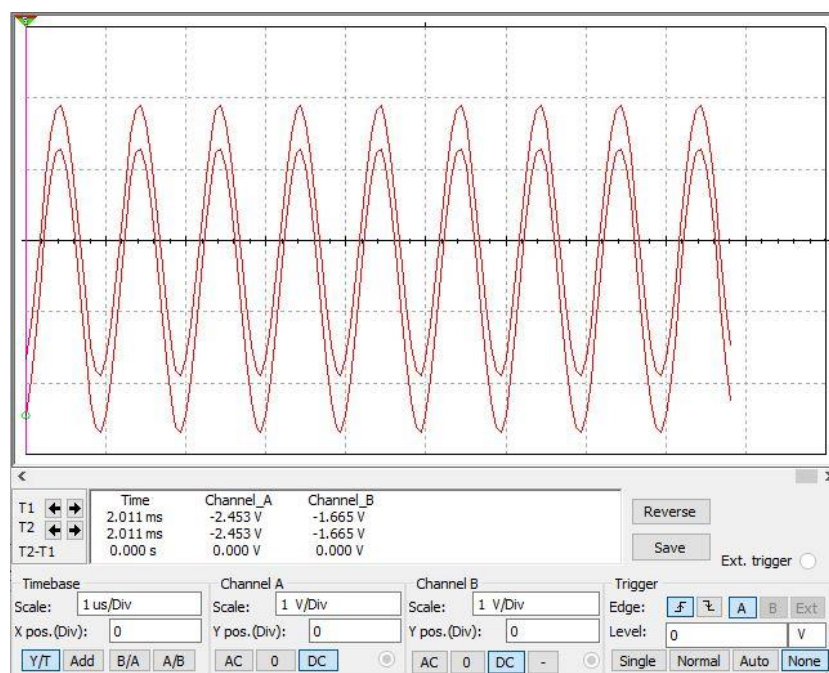 Time Channel_A Channel_B
T1 2.011 ms -2.453 V -1.665 V
T2 2.011 ms -2.453 V -1.665 V
T2-T1 0.000 s 0.000 V 0.000 V
Reverse
Save
Ext. trigger
Timebase
Scale: 1 us/Div
X pos.(Div): 0
Y/T Add B/A A/B
Channel A
Scale: 1 V/Div
Y pos.(Div): 0
AC 0 DC
Channel B
Scale: 1 V/Div
Y pos.(Div): 0
AC 0 DC -
Trigger
Edge: A B Ext
Level: 0 V
Single Normal Auto None